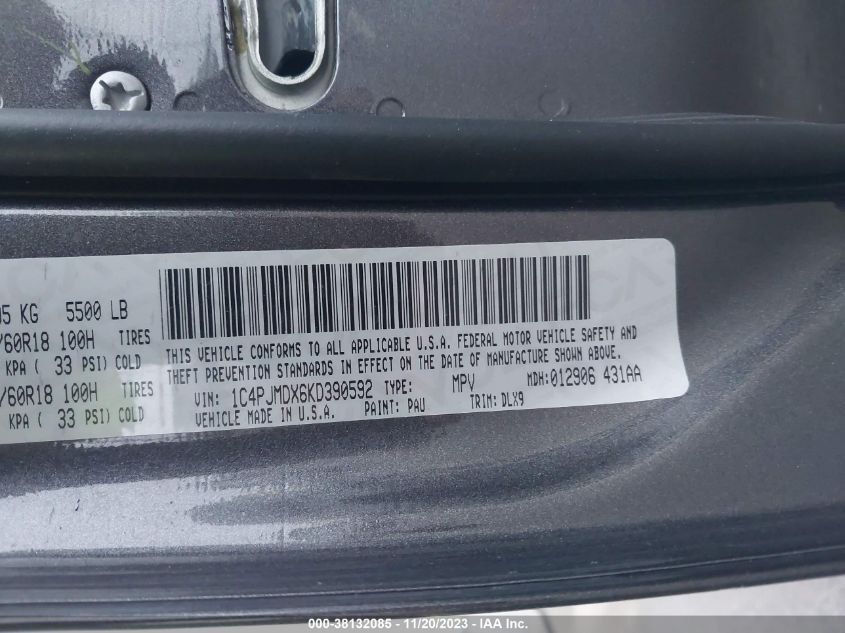 05 KG 5500 LB
/60R18 100H TIRES
KPA ( 33 PSI) COLD
/60R18 100H TIRES
KPA ( 33 PSI) COLD
THIS VEHICLE CONFORMS TO ALL APPLICABLE U.S.A. FEDERAL MOTOR VEHICLE SAFETY AND
THEFT PREVENTION STANDARDS IN EFFECT ON THE DATE OF MANUFACTURE SHOWN ABOVE.
VIN: 1C4PJMDX6KD390592 TYPE: MPV MDH:012906 431AA
VEHICLE MADE IN U.S.A. PAINT: PAU TRIM: DLX9
000-38132085 - 11/20/2023 - IAA Inc.